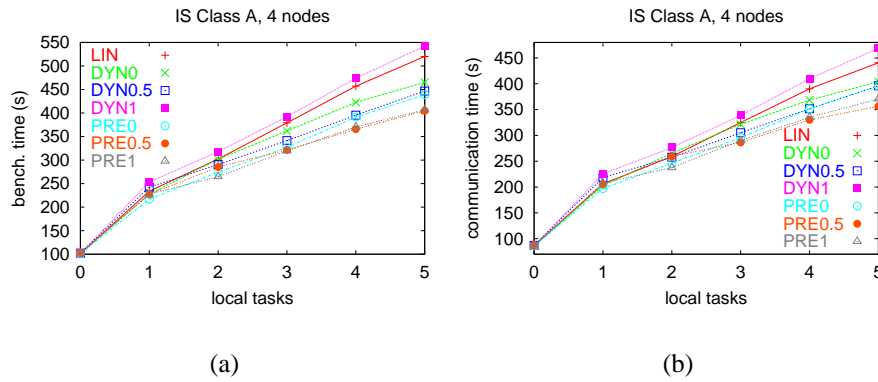 IS Class A, 4 nodes
bench. time (s)
550
500
450
400
350
300
250
200
150
100
LIN
DYN0
DYN0.5
DYN1
PRE0
PRE0.5
PRE1
0 1 2 3 4 5
local tasks
(a)
IS Class A, 4 nodes
communication time (s)
450
400
350
300
250
200
150
100
LIN
DYN0
DYN0.5
DYN1
PRE0
PRE0.5
PRE1
0 1 2 3 4 5
local tasks
(b)